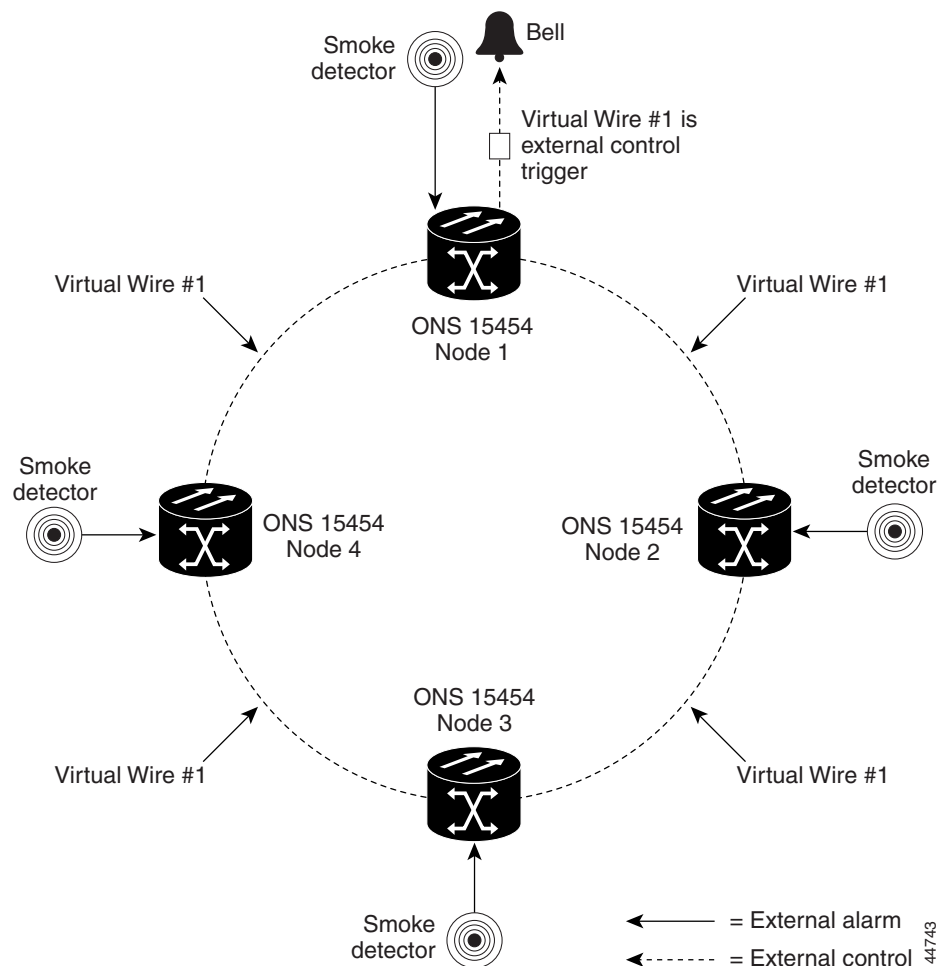 Smoke
detector
Bell
Virtual Wire #1 is
external control
trigger
Virtual Wire #1
Virtual Wire #1
ONS 15454
Node 1
Smoke
detector
ONS 15454
Node 4
ONS 15454
Node 2
Smoke
detector
ONS 15454
Node 3
Virtual Wire #1
Virtual Wire #1
Smoke
detector
= External alarm
= External control
44743